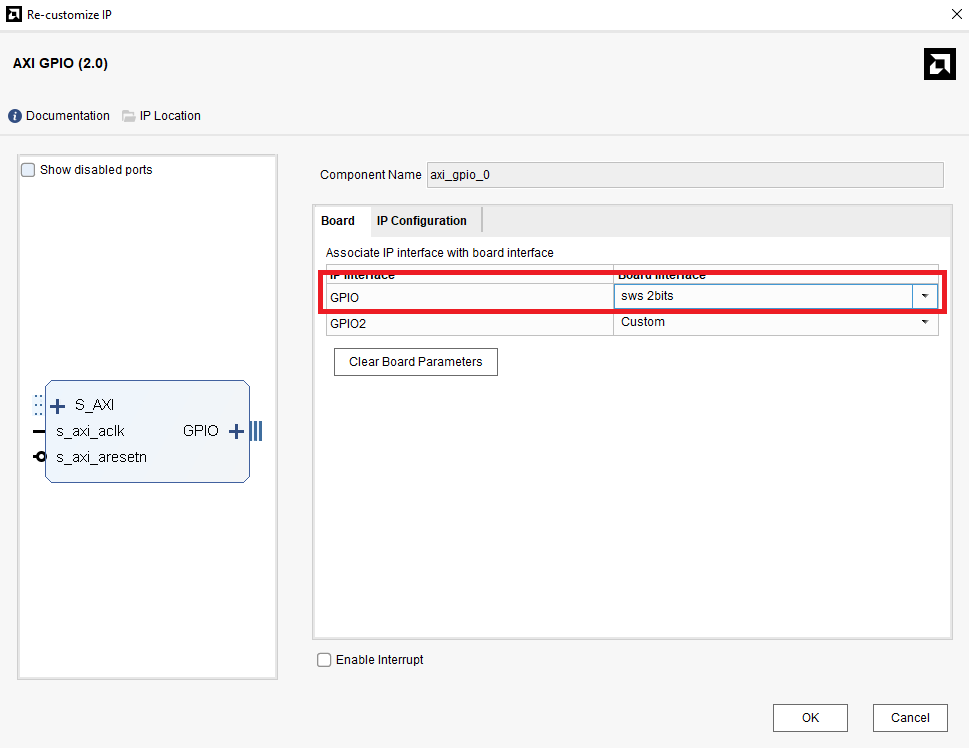 Re-customize IP
AXI GPIO (2.0)
Documentation IP Location
Show disabled ports
Component Name axi_gpio_0
Board IP Configuration
Associate IP interface with board interface
IP Interface Board Interface
GPIO sws 2bits
GPIO2 Custom
Clear Board Parameters
S_AXI
s_axi_aclk GPIO
s_axi_aresetn
Enable Interrupt
OK Cancel